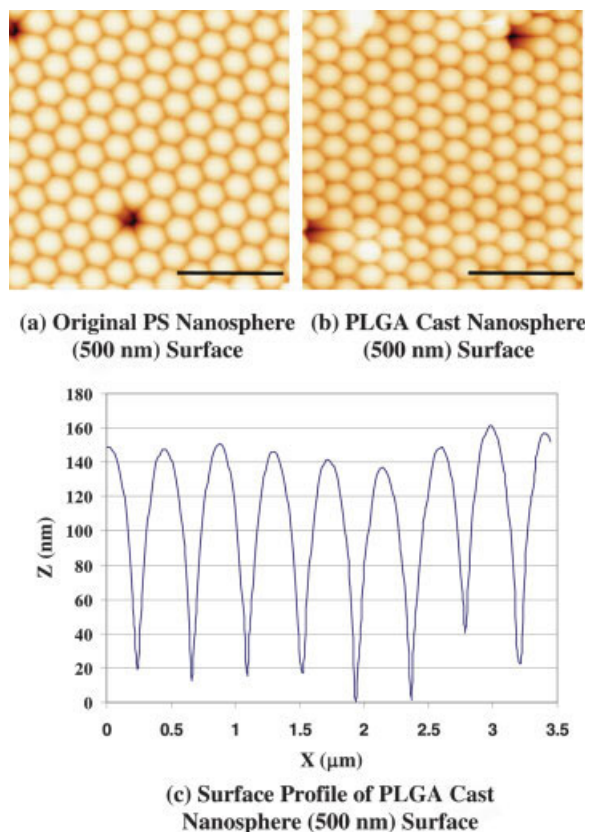 (a) Original PS Nanosphere
(500 nm) Surface
(b) PLGA Cast Nanosphere
(500 nm) Surface
180
160
140
120
100
80
60
40
20
0
Z (nm)
0 0.5 1 1.5 2 2.5 3 3.5
X (μm)
(c) Surface Profile of PLGA Cast
Nanosphere (500 nm) Surface